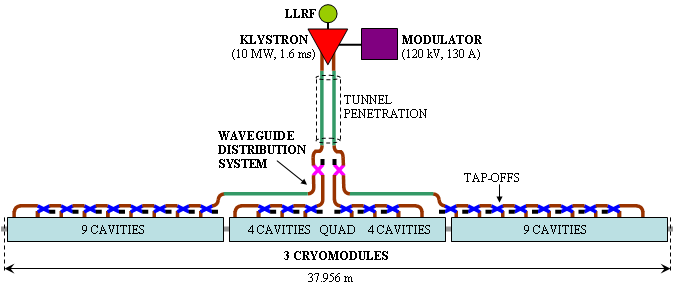 LLRF
KLYSTRON
(10 MW, 1.6 ms)
MODULATOR
(120 kV, 130 A)
TUNNEL
PENETRATION
WAVEGUIDE
DISTRIBUTION
SYSTEM
TAP-OFFS
9 CAVITIES
4 CAVITIES QUAD 4 CAVITIES
9 CAVITIES
3 CRYOMODULES
37.956 m